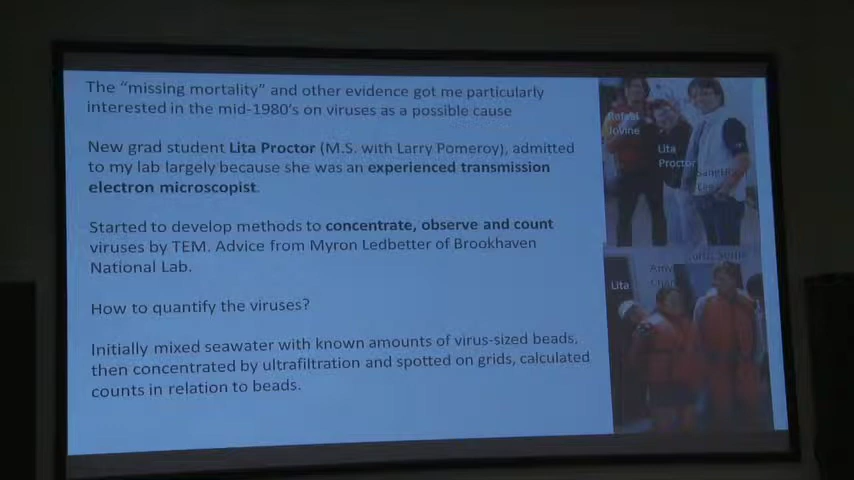 The "missing mortality" and other evidence got me particularly
interested in the mid-1980's on viruses as a possible cause
New grad student Lita Proctor (M.S. with Larry Pomeroy), admitted
to my lab largely because she was an experienced transmission
electron microscopist.
Started to develop methods to concentrate, observe and count
viruses by TEM. Advice from Myron Ledbetter of Brookhaven
National Lab.
How to quantify the viruses?
Initially mixed seawater with known amounts of virus-sized beads,
then concentrated by ultrafiltration and spotted on grids, calculated
counts in relation to beads.
Rafael
Jovine
Lita
Proctor
Lita
Amy